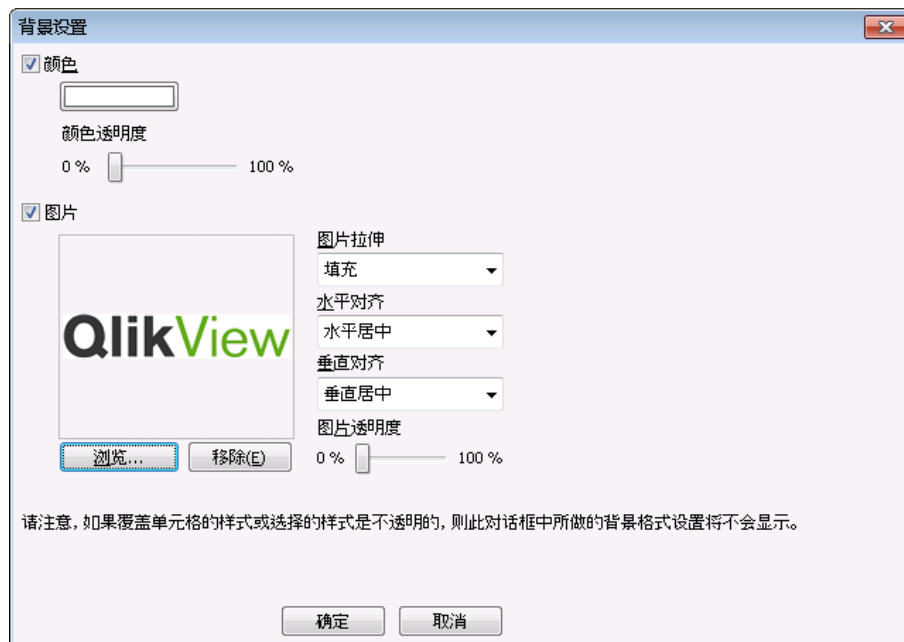 背景设置
颜色
颜色透明度
0 % 100 %
图片
图片拉伸
填充
水平对齐
水平居中
QlikView
垂直对齐
垂直居中
图片透明度
浏览... 移除(E) 0 % 100 %
请注意, 如果覆盖单元格的样式或选择的样式是不透明的, 则此对话框中所做的背景格式设置将不会显示。
确定 取消